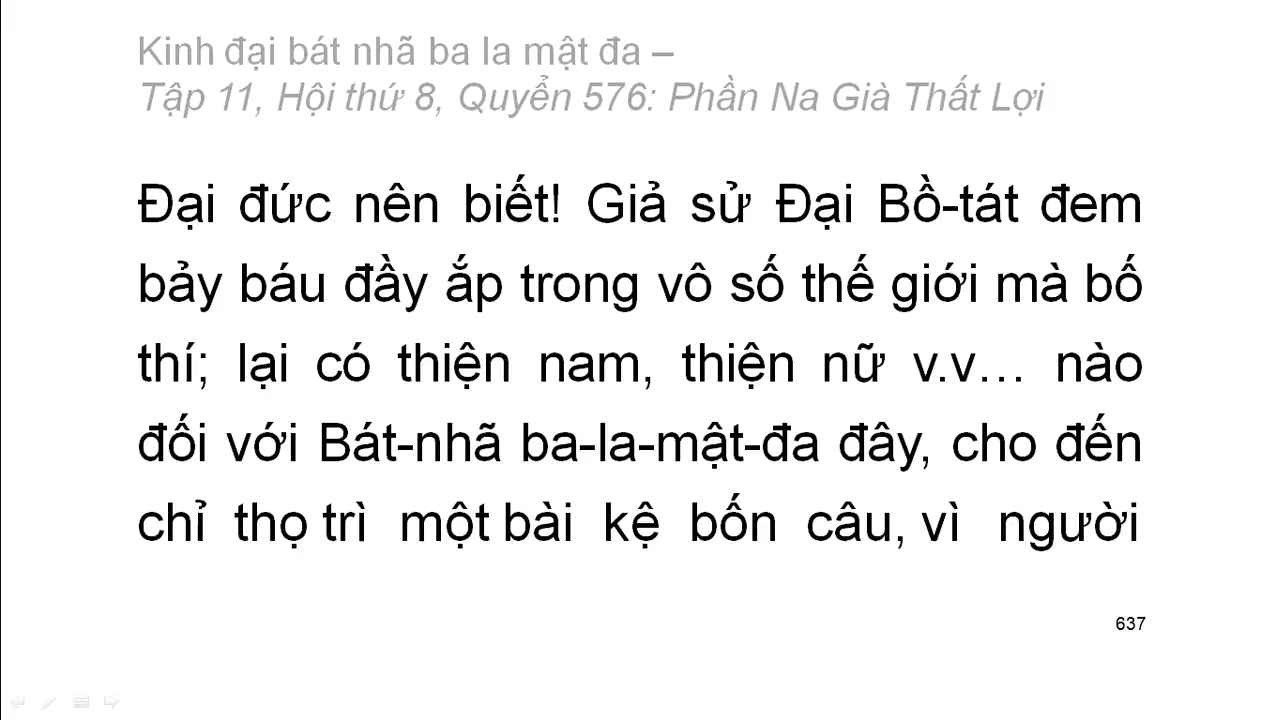 Kinh đại bát nhã ba la mật đa –
Tập 11, Hội thứ 8, Quyển 576: Phần Na Già Thất Lợi
Đại đức nên biết! Giả sử Đại Bồ-tát đem
bảy báu đầy ắp trong vô số thế giới mà bố
thí; lại có thiện nam, thiện nữ v.v… nào
đối với Bát-nhã ba-la-mật-đa đây, cho đến
chỉ thọ trì một bài kệ bốn câu, vì người
637